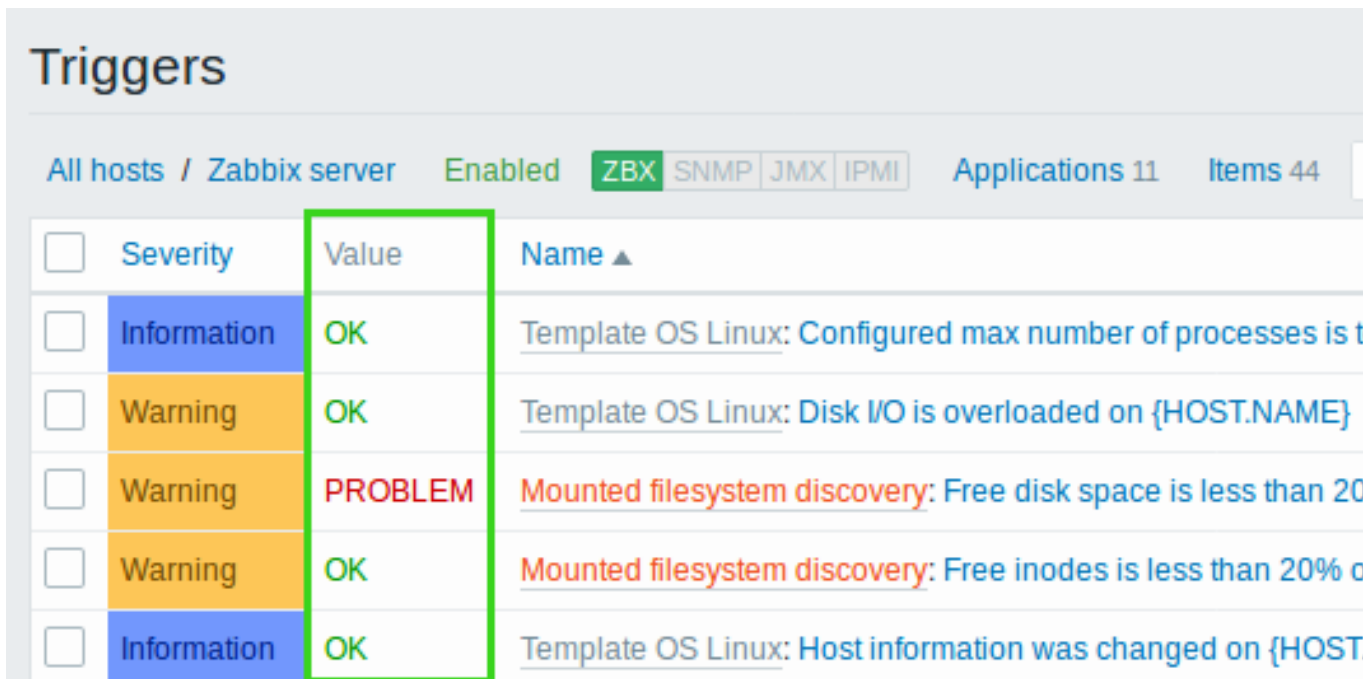 Triggers
All hosts / Zabbix server Enabled ZBX SNMP JMX IPMI Applications 11 Items 44
Severity Value Name ▲
Information OK Template OS Linux: Configured max number of processes is
Warning OK Template OS Linux: Disk I/O is overloaded on {HOST.NAME}
Warning PROBLEM Mounted filesystem discovery: Free disk space is less than 20
Warning OK Mounted filesystem discovery: Free inodes is less than 20%
Information OK Template OS Linux: Host information was changed on {HOST.